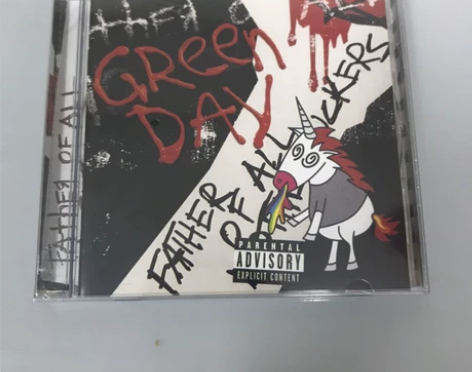 GReen
DAY
FATHER
OF ALL
UCKERS
FATHER OF ALL
PARENTAL
ADVISORY
EXPLICIT CONTENT